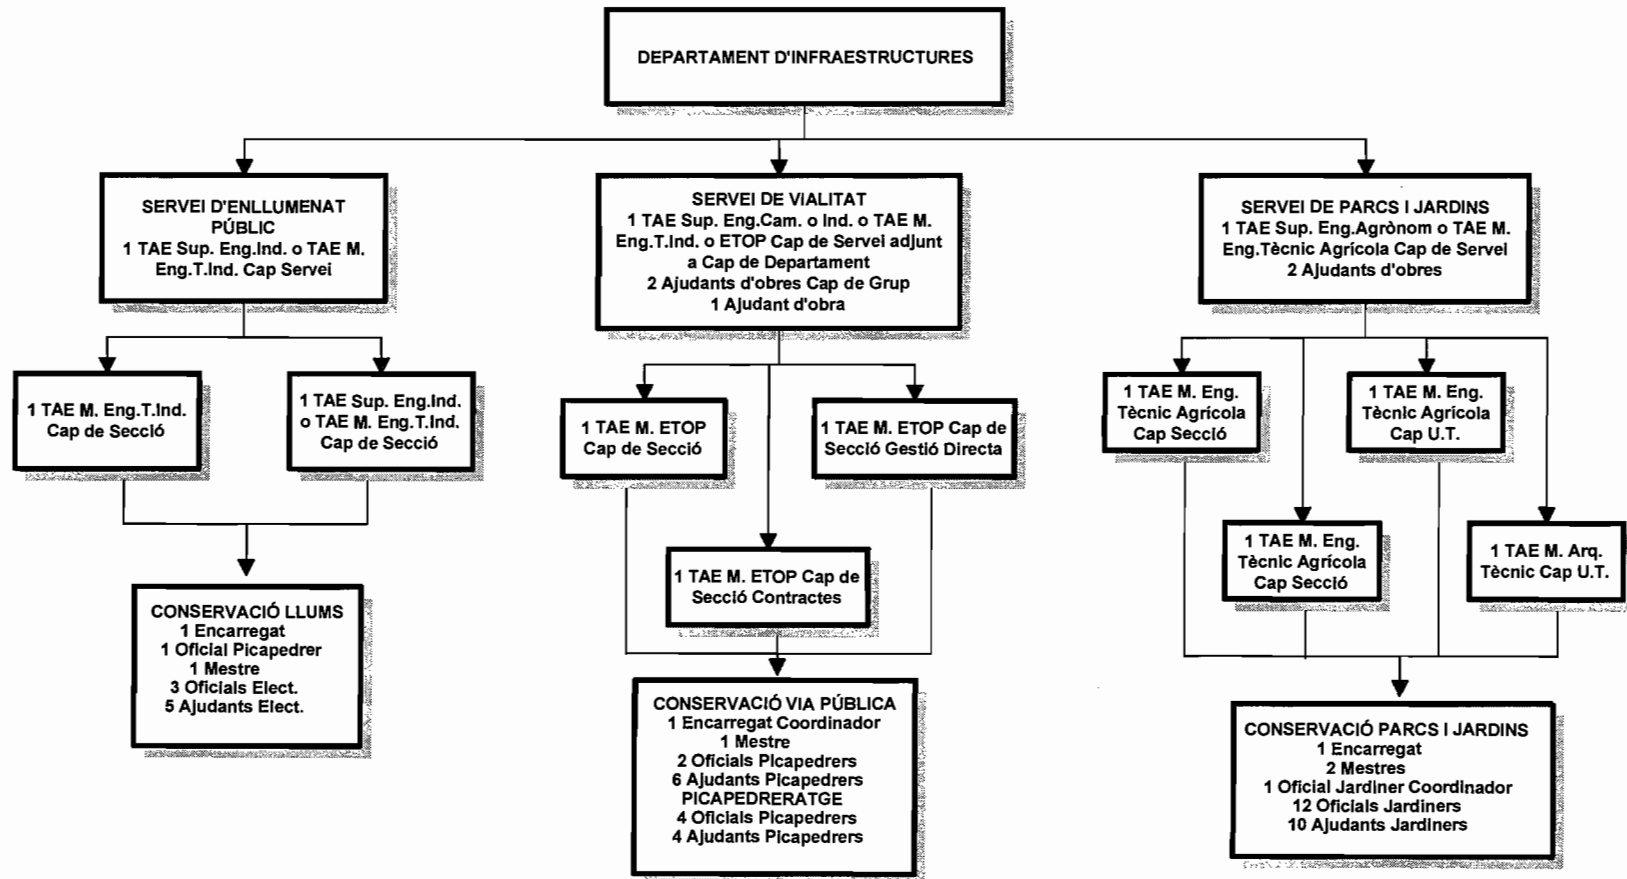 DEPARTAMENT D'INFRAESTRUCTURES
SERVEI D'ENLLUMENAT
PÚBLIC
1 TAE Sup. Eng.Ind. o TAE M.
Eng.T.Ind. Cap Servei
SERVEI DE VIALITAT
1 TAE Sup. Eng.Cam. o Ind. o TAE M.
Eng.T.Ind. o ETOP Cap de Servei adjunt
a Cap de Departament
2 Ajudants d'obres Cap de Grup
1 Ajudant d'obra
SERVEI DE PARCS I JARDINS
1 TAE Sup. Eng.Agrònom o TAE M.
Eng.Tècnic Agrícola Cap de Servei
2 Ajudants d'obres
1 TAE M. Eng.T.Ind.
Cap de Secció
1 TAE Sup. Eng.Ind.
o TAE M. Eng.T.Ind.
Cap de Secció
1 TAE M. ETOP
Cap de Secció
1 TAE M. ETOP Cap de
Secció Gestió Directa
1 TAE M. Eng.
Tècnic Agrícola
Cap Secció
1 TAE M. Eng.
Tècnic Agrícola
Cap U.T.
1 TAE M. ETOP Cap de
Secció Contractes
1 TAE M. Eng.
Tècnic Agrícola
Cap Secció
1 TAE M. Arq.
Tècnic Cap U.T.
CONSERVACIÓ LLUMS
1 Encarregat
1 Oficial Picapedrer
1 Mestre
3 Oficials Elect.
5 Ajudants Elect.
CONSERVACIÓ VIA PÚBLICA
1 Encarregat Coordinador
1 Mestre
2 Oficials Picapedrers
6 Ajudants Picapedrers
PICAPEDRERATGE
4 Oficials Picapedrers
4 Ajudants Picapedrers
CONSERVACIÓ PARCS I JARDINS
1 Encarregat
2 Mestres
1 Oficial Jardiner Coordinador
12 Oficials Jardiners
10 Ajudants Jardiners